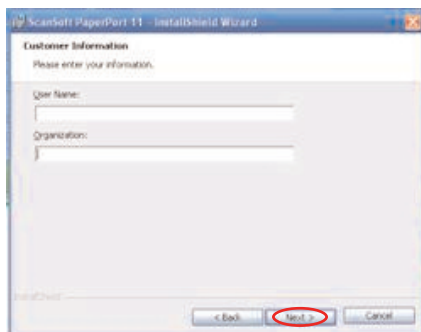 ScanSoft PaperPort 11 - InstallShield Wizard
Customer Information
Please enter your information.
User Name:
Organization:
InstallShield
< Back
Next >
Cancel